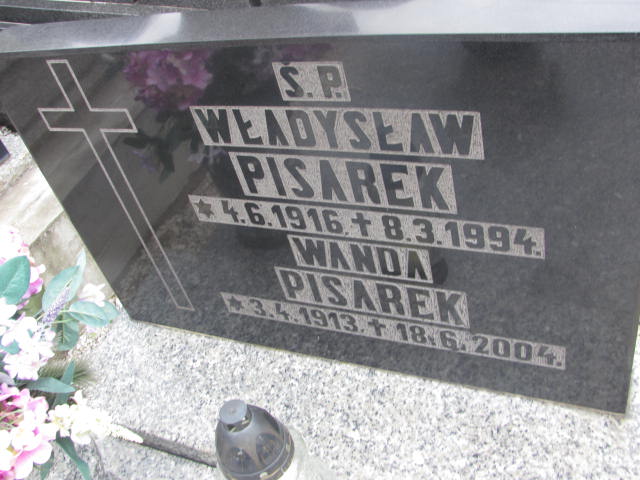 Ś.P.
WŁADYSŁAW
PISAREK
* 4.6.1916. † 8.3.1994.
WANDA
PISAREK
* 3.4.1913. † 18.6.2004.